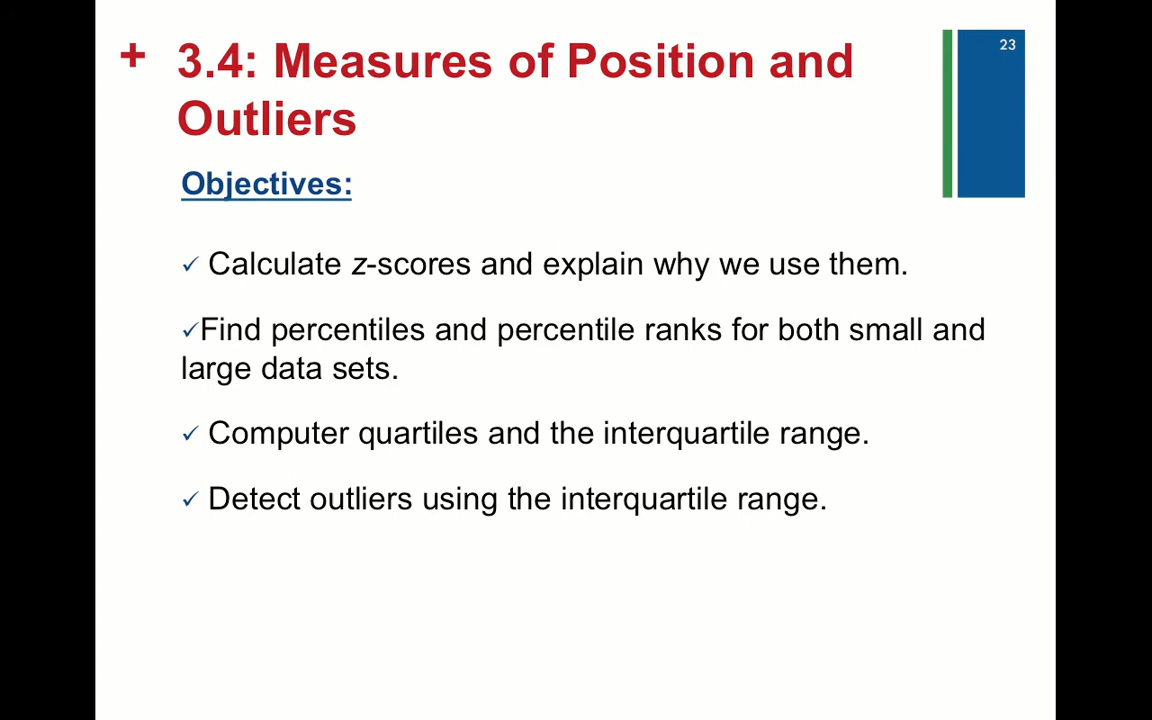 23
+ 3.4: Measures of Position and
Outliers
Objectives:
✓ Calculate z-scores and explain why we use them.
✓Find percentiles and percentile ranks for both small and
large data sets.
✓ Computer quartiles and the interquartile range.
✓ Detect outliers using the interquartile range.